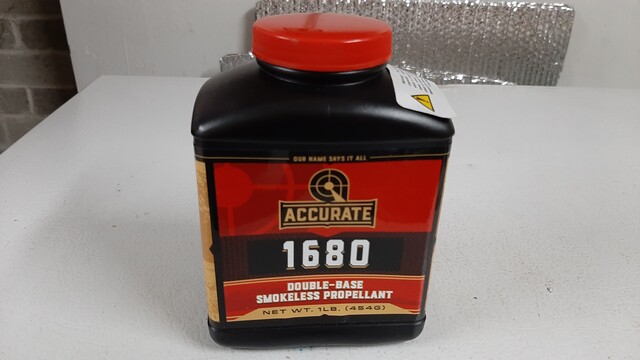 OUR NAME SAYS IT ALL
ACCURATE
1680
DOUBLE-BASE
SMOKELESS PROPELLANT
NET WT. 1LB. (454G)